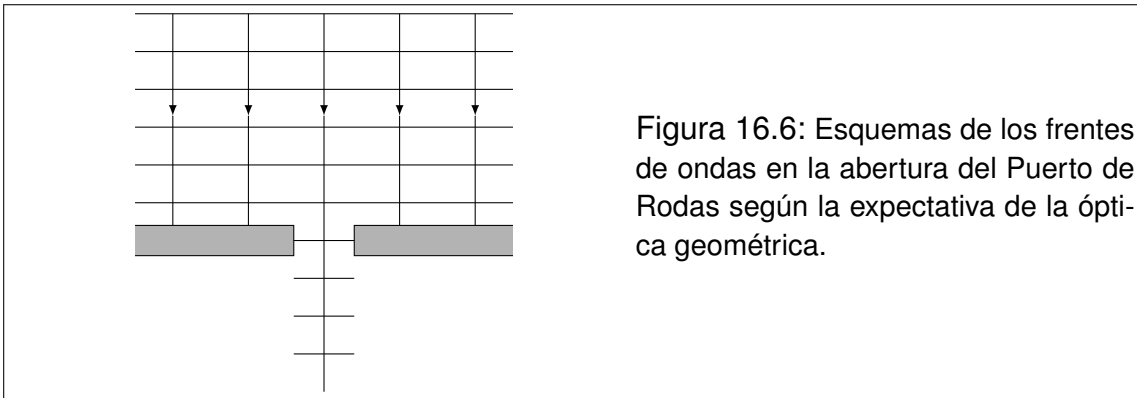 Figura 16.6: Esquemas de los frentes
de ondas en la abertura del Puerto de
Rodas según la expectativa de la ópti-
ca geométrica.